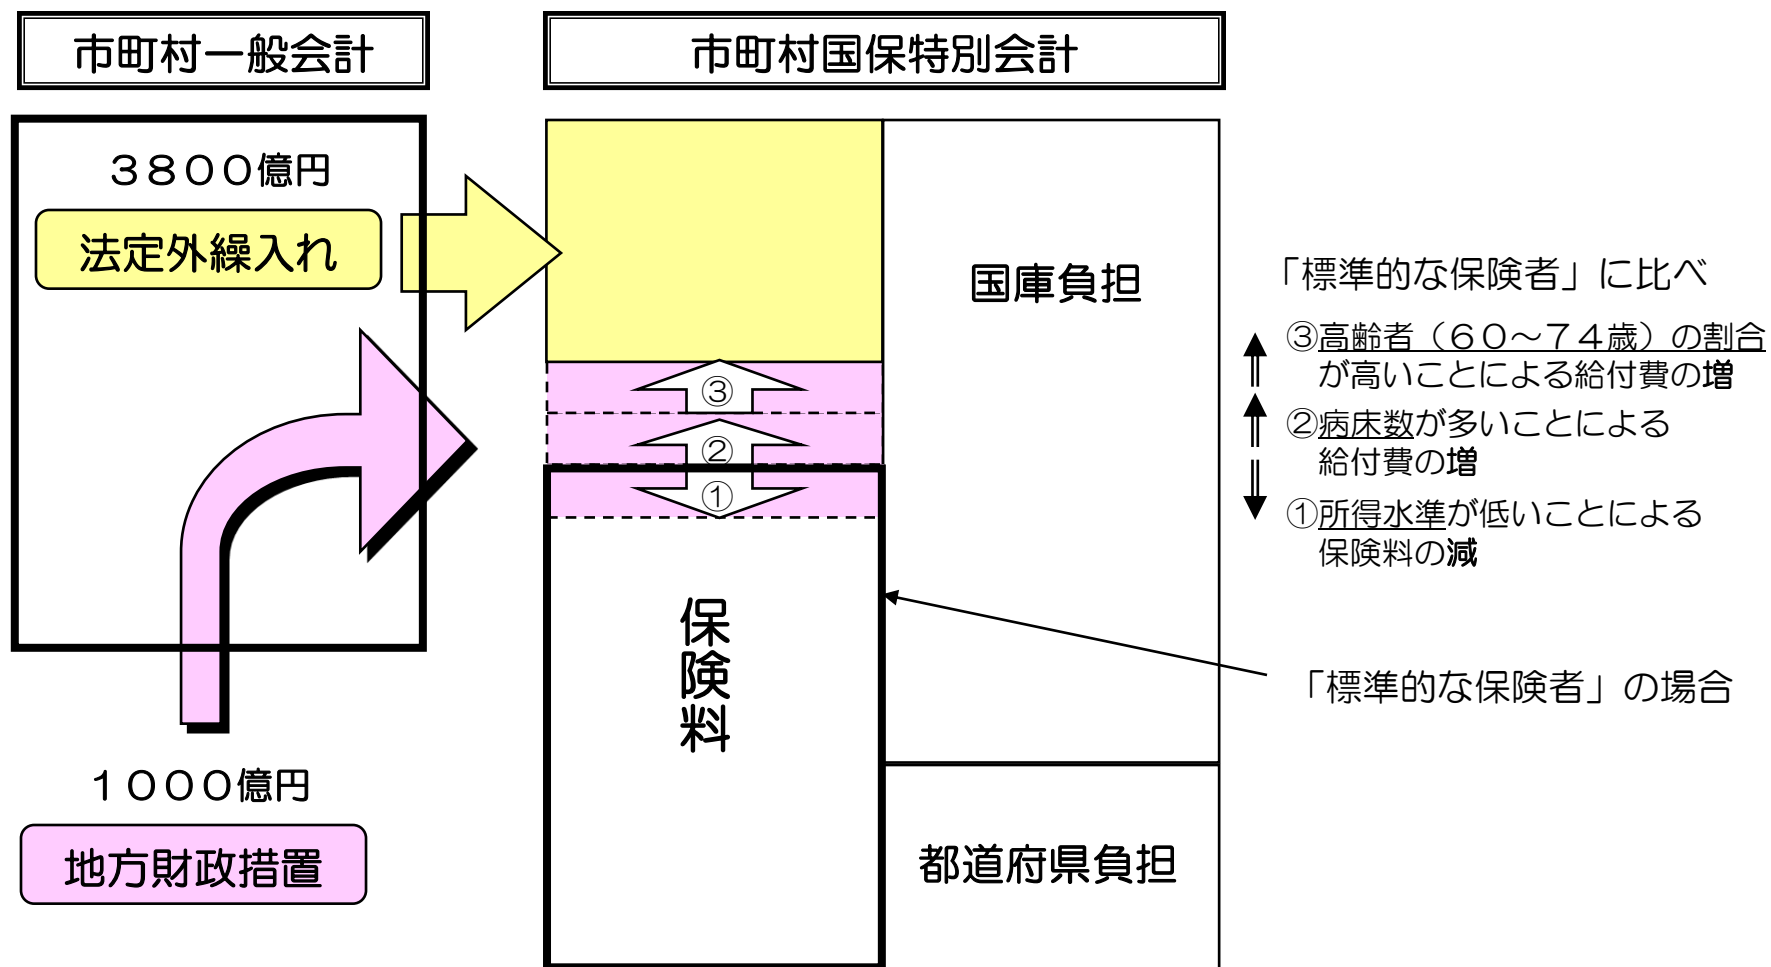 市町村一般会計
市町村国保特別会計
3800億円
法定外繰入れ
国庫負担
「標準的な保険者」に比べ
③高齢者(60~74歳)の割合
が高いことによる給付費の増
②病床数が多いことによる
給付費の増
①所得水準が低いことによる
保険料の減
③
②
①
保険料
「標準的な保険者」の場合
1000億円
地方財政措置
都道府県負担